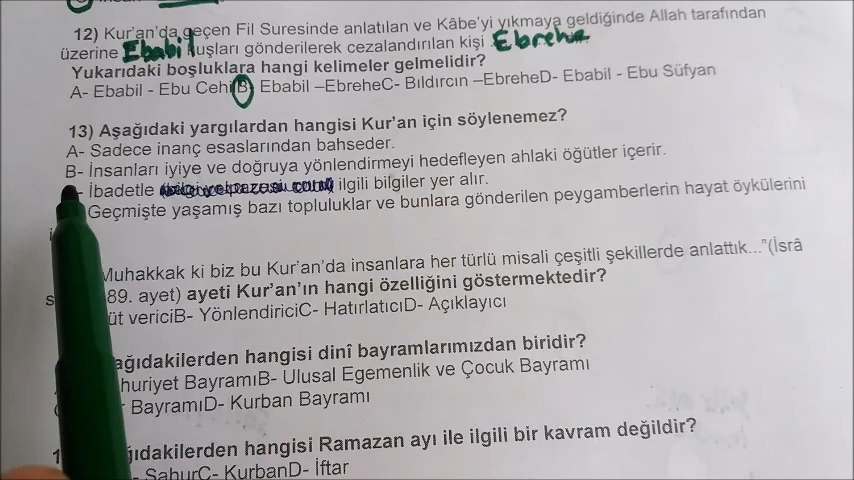 12) Kur'an'da geçen Fil Suresinde anlatılan ve Kâbe'yi yıkmaya geldiğinde Allah tarafından
üzerine Ebabil kuşları gönderilerek cezalandırılan kişi Ebrehe
Yukarıdaki boşluklara hangi kelimeler gelmelidir?
A- Ebabil - Ebu Cehil B- Ebabil –EbreheC- Bıldırcın –EbreheD- Ebabil - Ebu Süfyan
13) Aşağıdaki yargılardan hangisi Kur'an için söylenemez?
A- Sadece inanç esaslarından bahseder.
B- İnsanları iyiye ve doğruya yönlendirmeyi hedefleyen ahlaki öğütler içerir.
- İbadetle ilgili bilgiler yer alır.
Geçmişte yaşamış bazı topluluklar ve bunlara gönderilen peygamberlerin hayat öykülerini
i
Muhakkak ki biz bu Kur'an'da insanlara her türlü misali çeşitli şekillerde anlattık..."(İsrâ
s 89. ayet) ayeti Kur'an'ın hangi özelliğini göstermektedir?
üt vericiB- YönlendiriciC- HatırlatıcıD- Açıklayıcı
ağıdakilerden hangisi dinî bayramlarımızdan biridir?
huriyet BayramıB- Ulusal Egemenlik ve Çocuk Bayramı
BayramıD- Kurban Bayramı
ğıdakilerden hangisi Ramazan ayı ile ilgili bir kavram değildir?
- SahurC- KurbanD- İftar